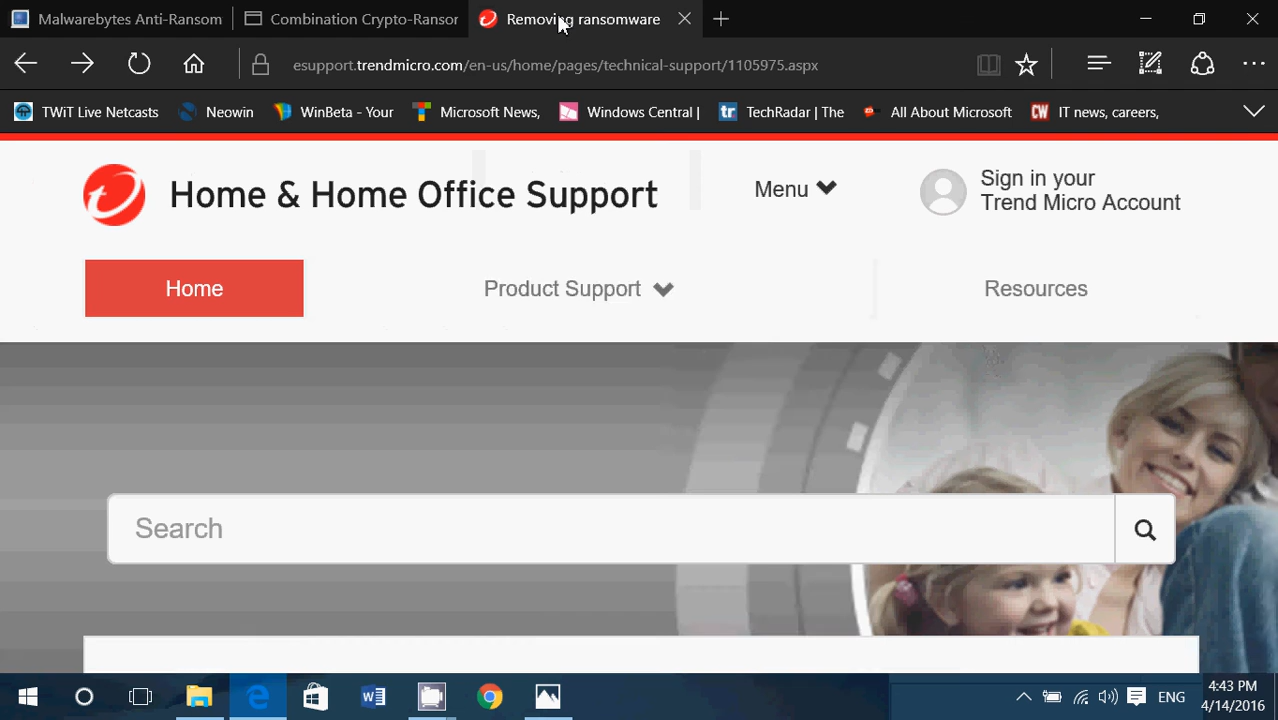 Malwarebytes Anti-Ransom
Combination Crypto-Ransor
Removing ransomware
esupport.trendmicro.com/en-us/home/pages/technical-support/1105975.aspx
TWiT Live Netcasts
Neowin
WinBeta - Your
Microsoft News,
Windows Central |
tr
TechRadar | The
All About Microsoft
CW
IT news, careers,
Home & Home Office Support
Menu
Sign in your
Trend Micro Account
Home
Product Support
Resources
Search
ENG
4:43 PM
4/14/2016